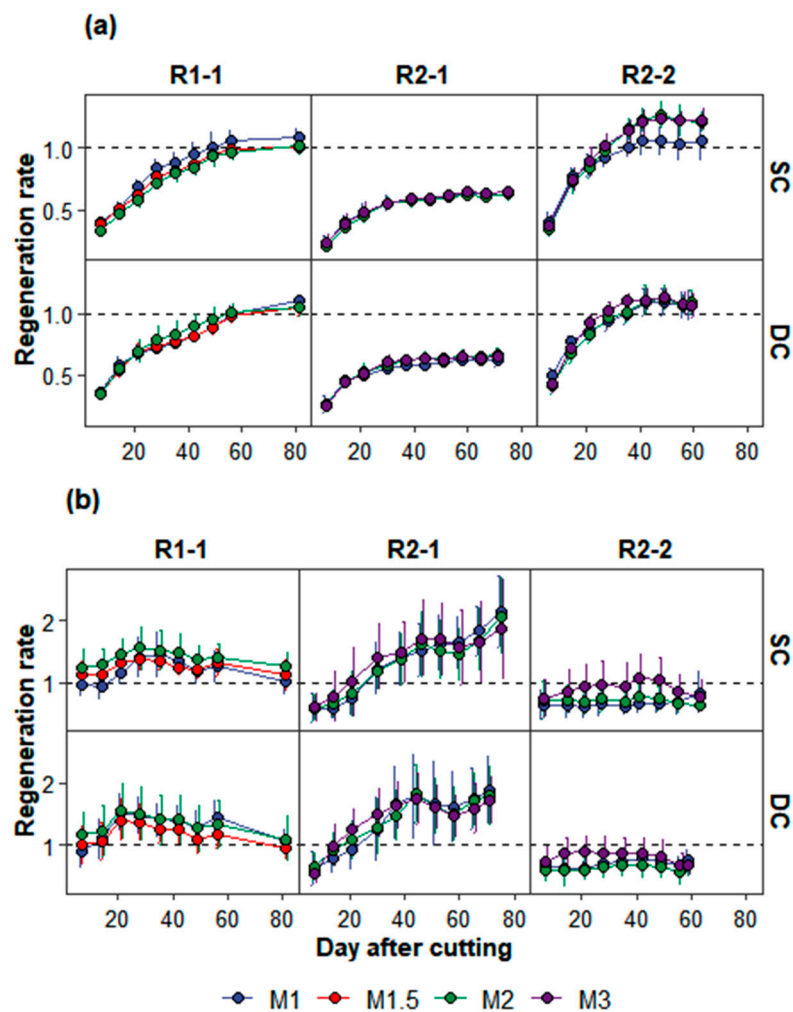 (a)
R1-1 R2-1 R2-2
Regeneration rate
1.0
0.5
SC
1.0
0.5
DC
0 20 40 60 80 0 20 40 60 80 0 20 40 60 80
(b)
R1-1 R2-1 R2-2
Regeneration rate
2
1
SC
2
1
DC
20 40 60 80 20 40 60 80 20 40 60 80
Day after cutting
M1 M1.5 M2 M3